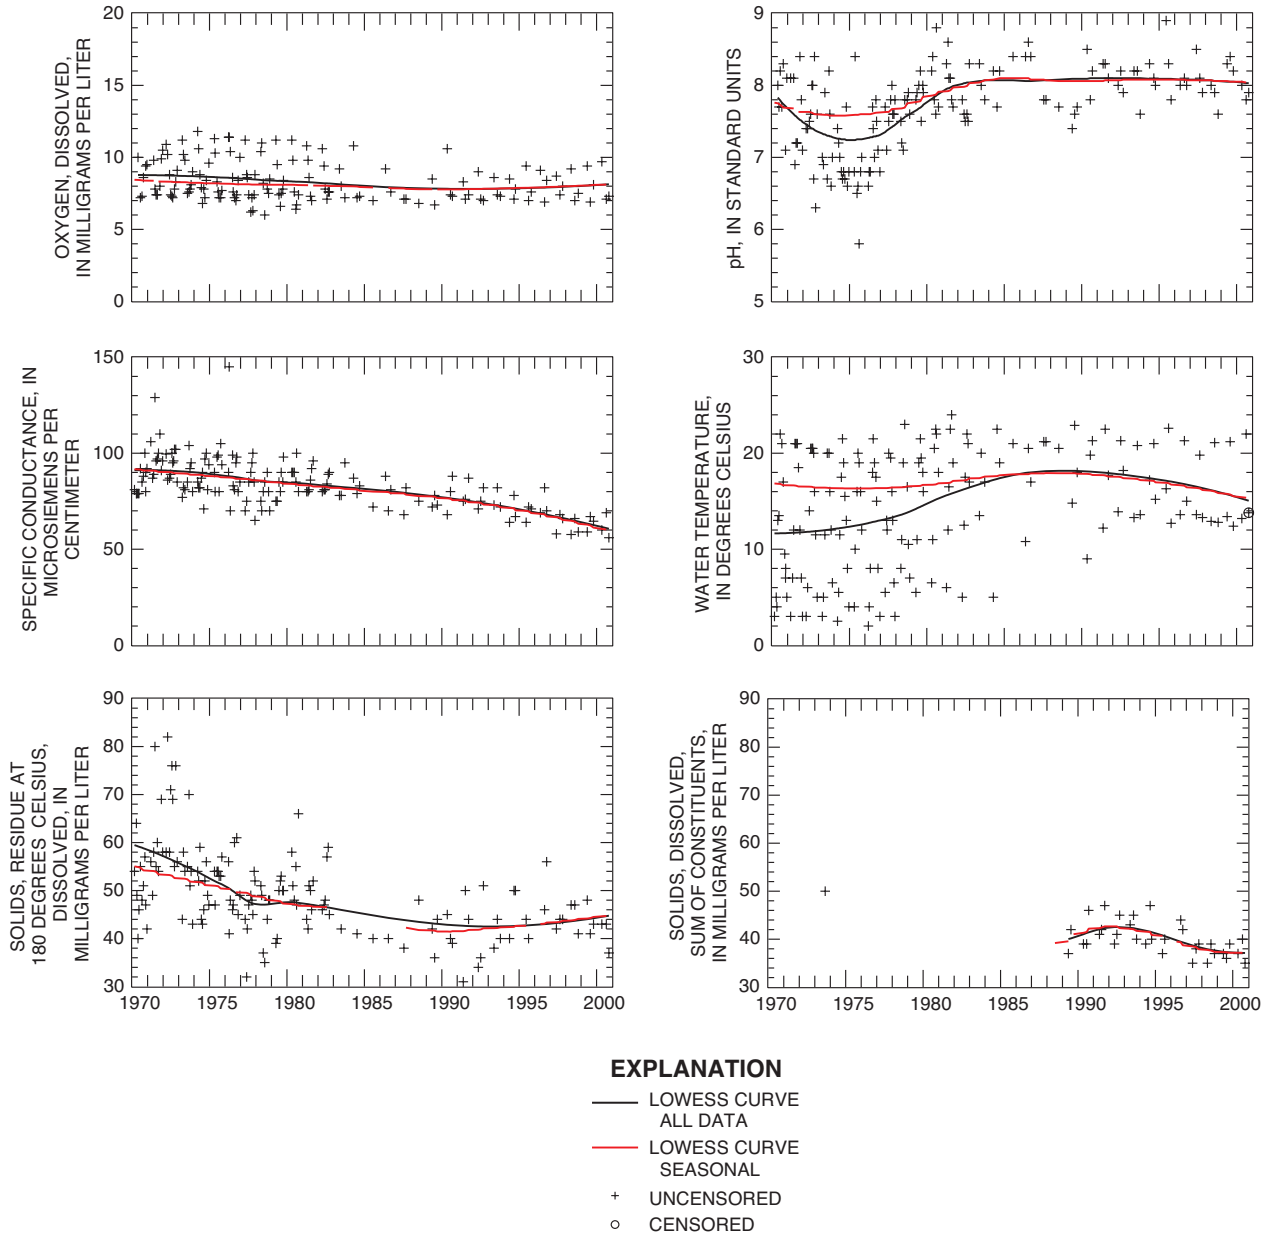 OXYGEN, DISSOLVED,
IN MILLIGRAMS PER LITER
20
15
10
5
0
pH, IN STANDARD UNITS
9
8
7
6
5
SPECIFIC CONDUCTANCE, IN
MICROSIEMENS PER
CENTIMETER
150
100
50
0
WATER TEMPERATURE,
IN DEGREES CELSIUS
30
20
10
0
SOLIDS, RESIDUE AT
180 DEGREES CELSIUS,
DISSOLVED, IN
MILLIGRAMS PER LITER
90
80
70
60
50
40
30
1970 1975 1980 1985 1990 1995 2000
SOLIDS, DISSOLVED,
SUM OF CONSTITUENTS,
IN MILLIGRAMS PER LITER
90
80
70
60
50
40
30
1970 1975 1980 1985 1990 1995 2000
EXPLANATION
LOWESS CURVE
ALL DATA
LOWESS CURVE
SEASONAL
UNCENSORED
CENSORED